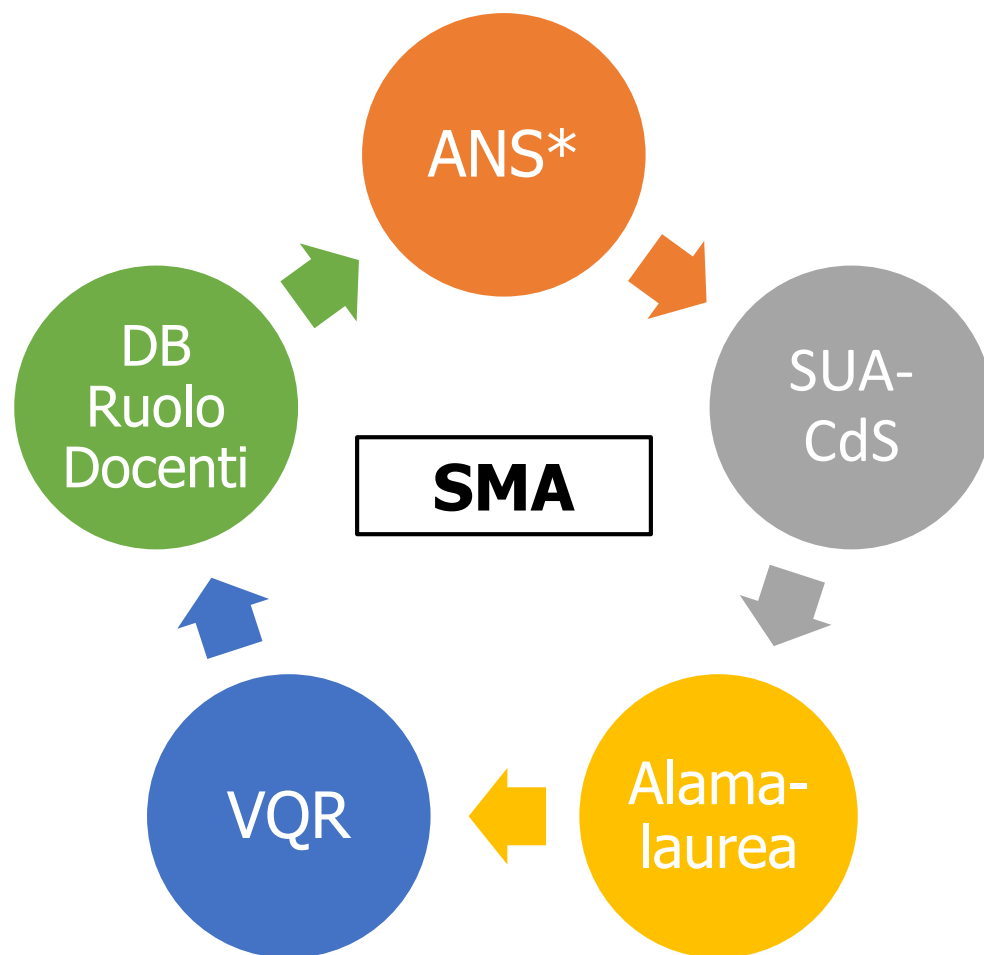 ANS*
SUA-
CdS
DB
Ruolo
Docenti
SMA
Alama-
laurea
VQR